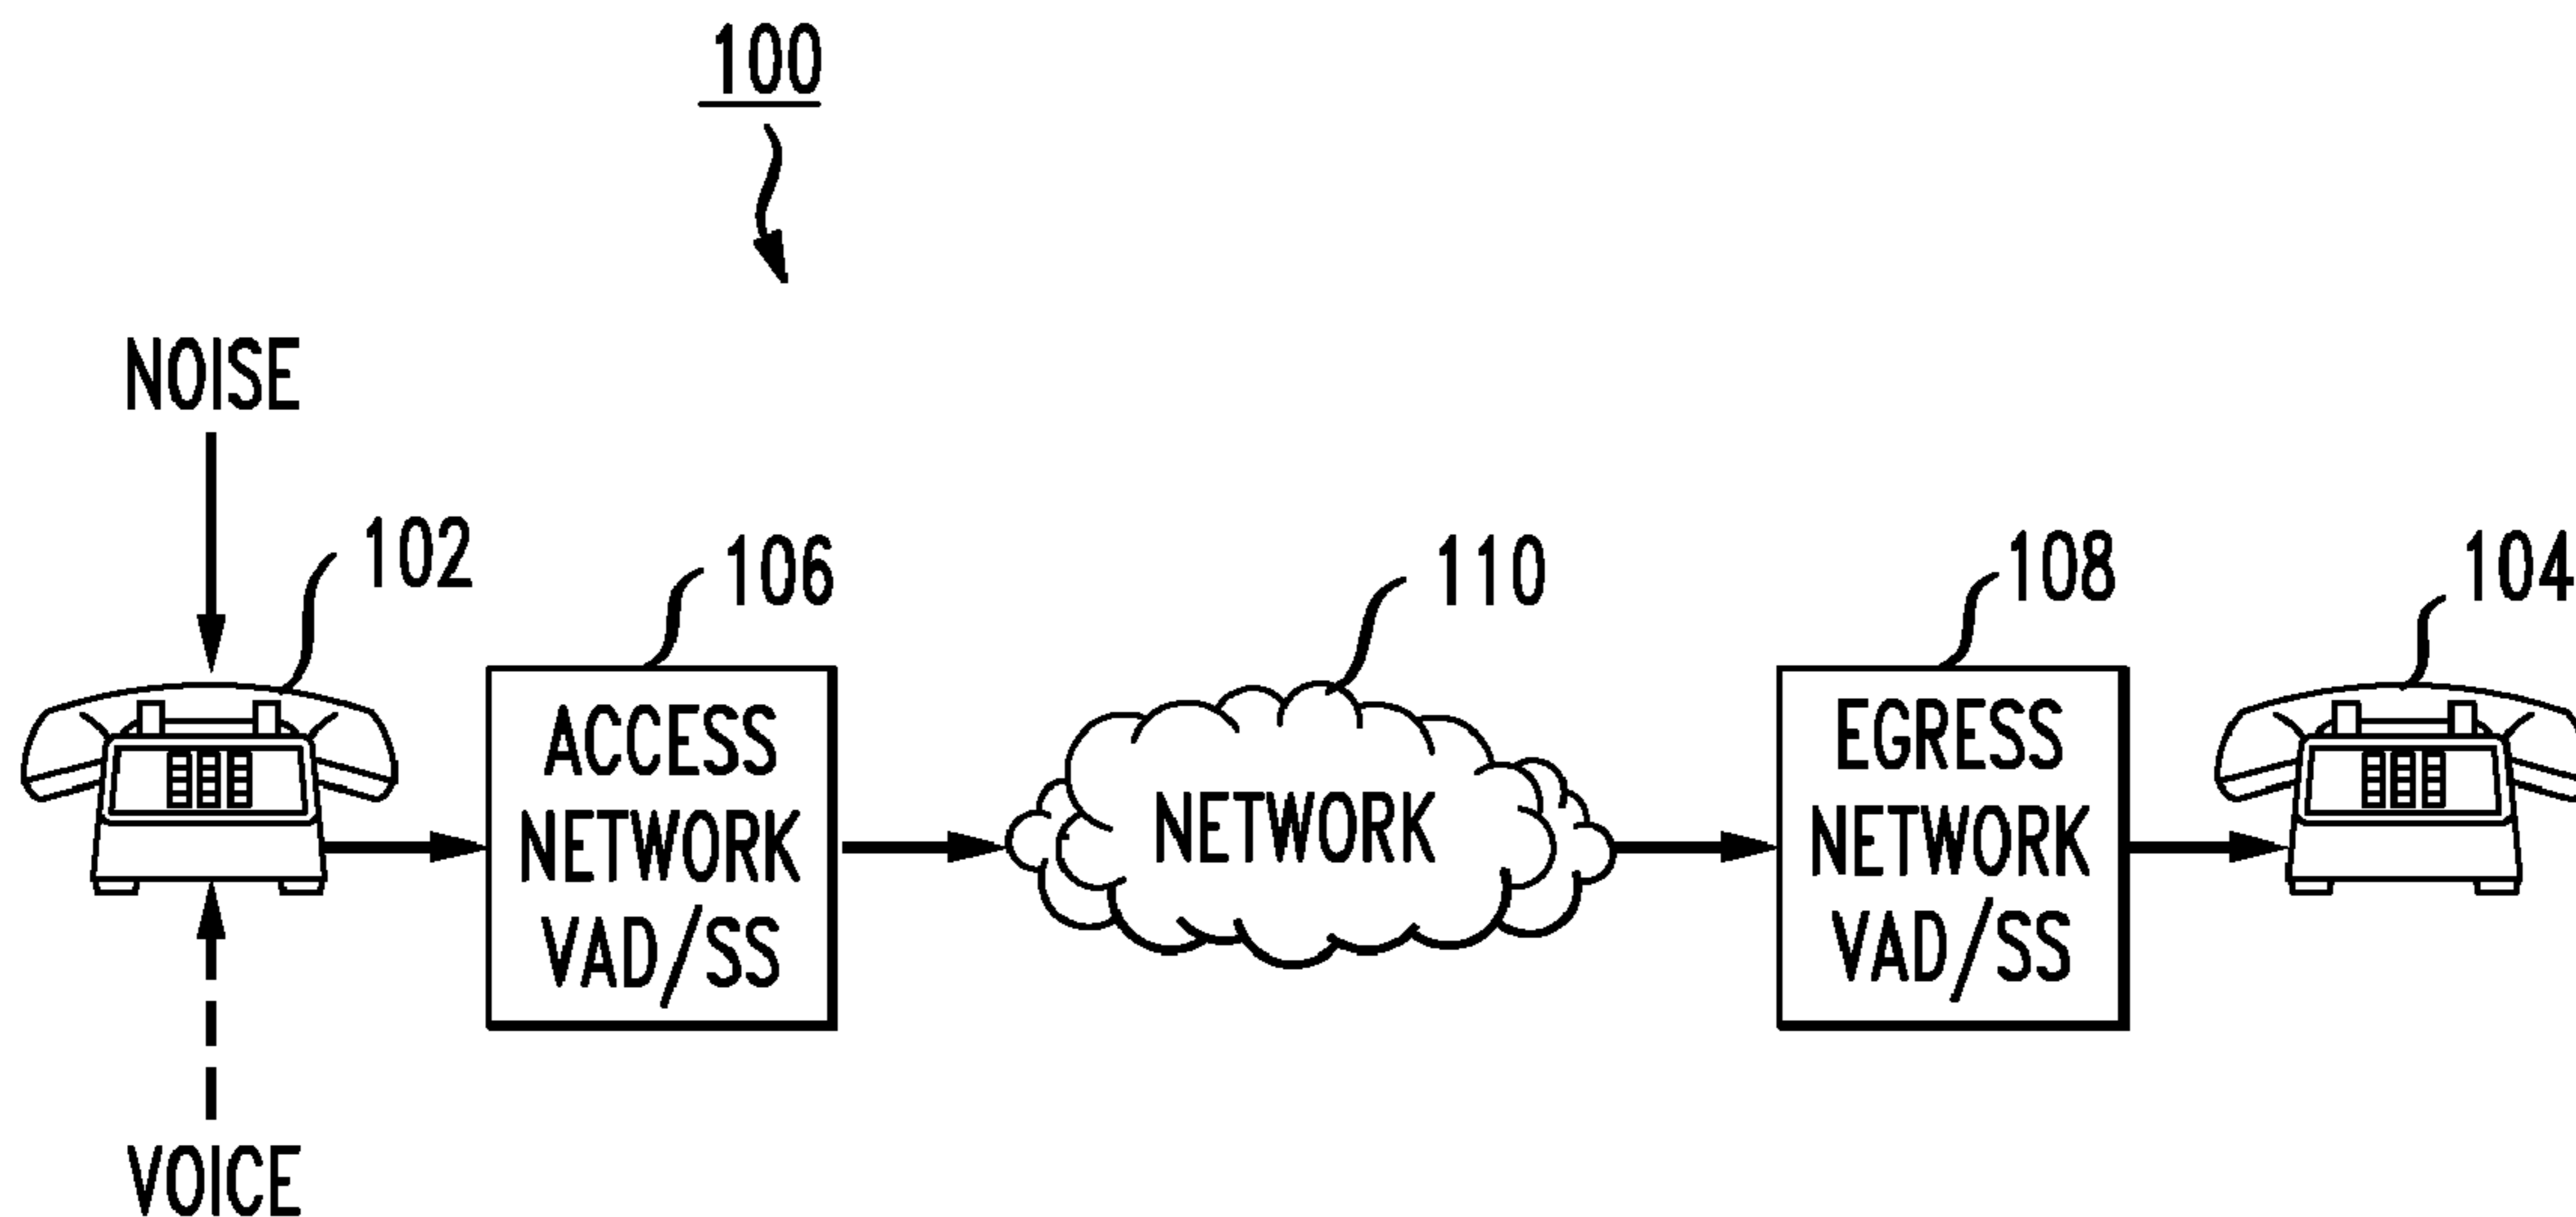 100
NOISE
102
106
110
108
104
ACCESS
NETWORK
VAD/SS
NETWORK
EGRESS
NETWORK
VAD/SS
VOICE